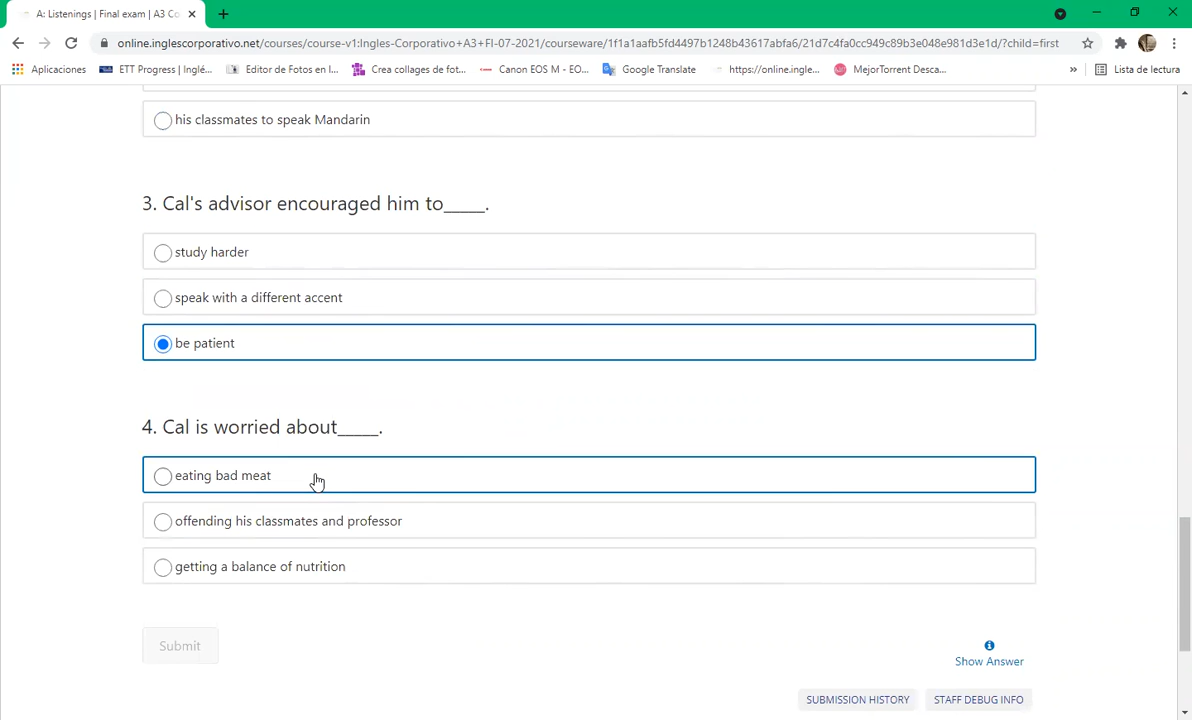 A: Listenings | Final exam | A3 Co
online.inglescorporativo.net/courses/course-v1:Ingles-Corporativo+A3+FI-07-2021/courseware/1f1a1aafb5fd4497b1248b43617abfa6/21d7c4fa0cc949c89b3e048e981d3e1d/?child=first
Aplicaciones ETT Progress | Inglé... Editor de Fotos en l... Crea collages de fot... Canon EOS M - EO... Google Translate https://online.ingle... MejorTorrent Desca... » Lista de lectura
his classmates to speak Mandarin
3. Cal's advisor encouraged him to_____.
study harder
speak with a different accent
be patient
4. Cal is worried about_____.
eating bad meat
offending his classmates and professor
getting a balance of nutrition
Submit
Show Answer
SUBMISSION HISTORY STAFF DEBUG INFO